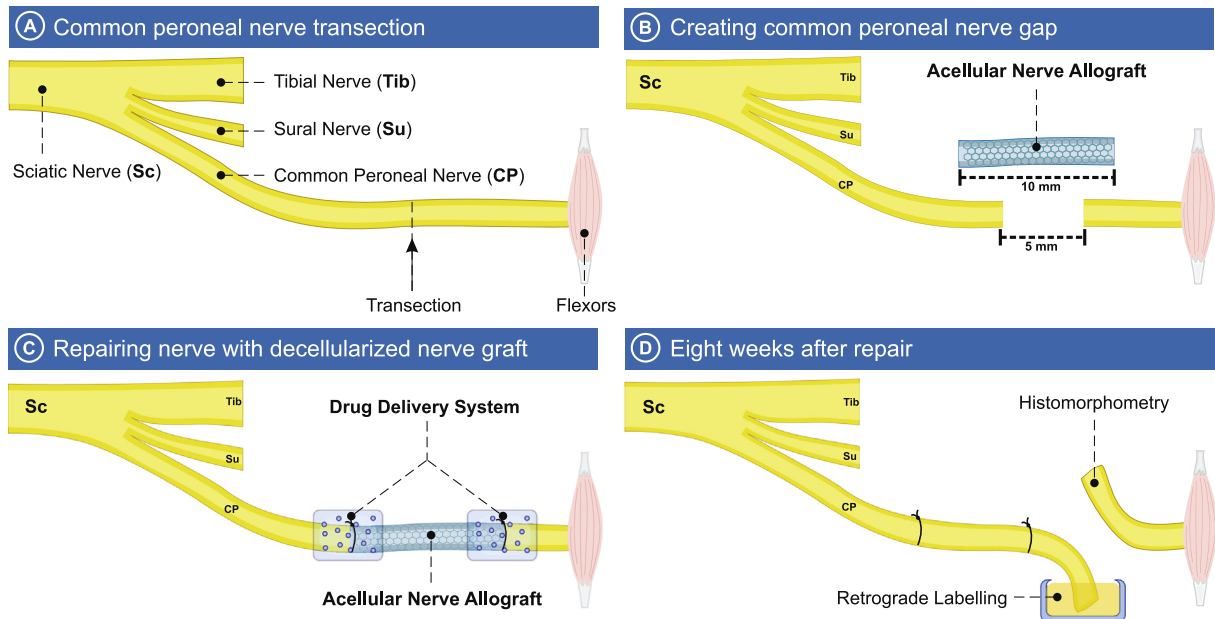 A Common peroneal nerve transection
Tibial Nerve (Tib)
Sural Nerve (Su)
Sciatic Nerve (Sc)
Common Peroneal Nerve (CP)
Transection
Flexors
B Creating common peroneal nerve gap
Sc
Tib
Acellular Nerve Allograft
Su
CP
10 mm
5 mm
C Repairing nerve with decellularized nerve graft
Sc
Tib
Drug Delivery System
Su
CP
Acellular Nerve Allograft
D Eight weeks after repair
Sc
Tib
Histomorphometry
Su
CP
Retrograde Labelling